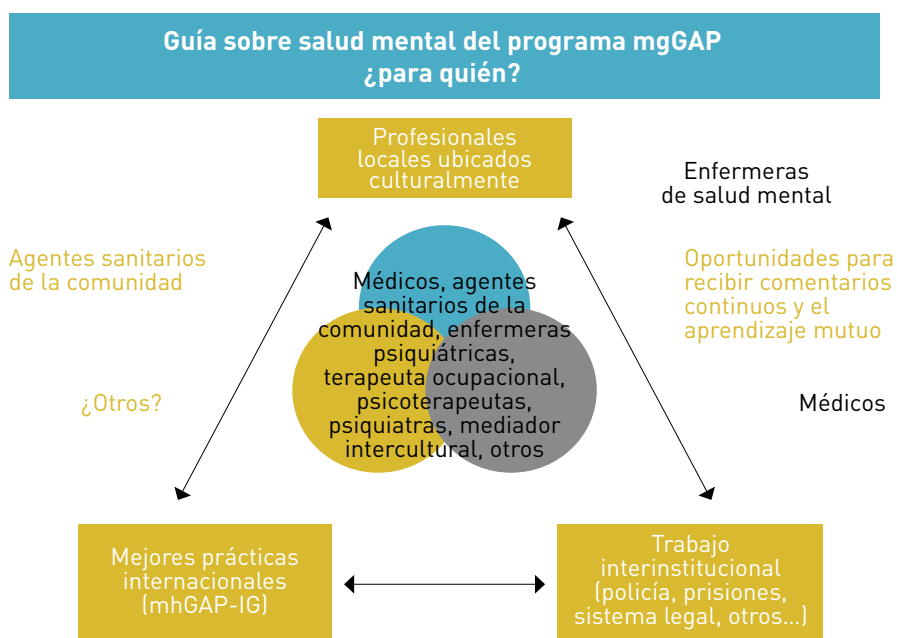 Guía sobre salud mental del programa mgGAP
¿para quién?
Profesionales
locales ubicados
culturalmente
Enfermeras
de salud mental
Agentes sanitarios
de la comunidad
Oportunidades para
recibir comentarios
continuos y el
aprendizaje mutuo
Médicos, agentes
sanitarios de la
comunidad, enfermeras
psiquiátricas,
terapeuta ocupacional,
psicoterapeutas,
psiquiatras, mediador
intercultural, otros
¿Otros?
Médicos
Mejores prácticas
internacionales
(mhGAP-IG)
Trabajo
interinstitucional
(policía, prisiones,
sistema legal, otros...)